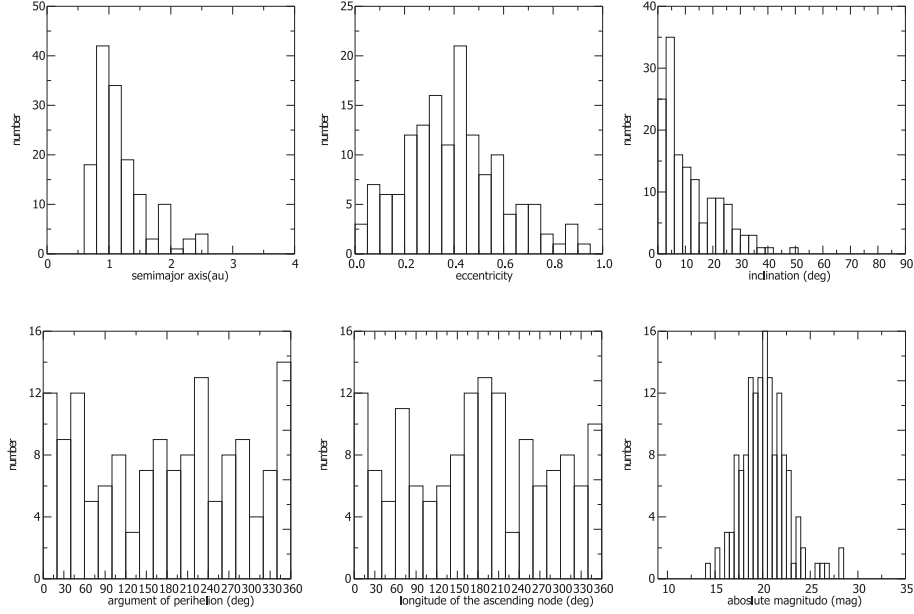 50
40
30
20
10
0
number
0 1 2 3 4
semimajor axis(au)
25
20
15
10
5
0
number
0.0 0.2 0.4 0.6 0.8 1.0
eccentricity
40
30
20
10
0
number
0 10 20 30 40 50 60 70 80 90
inclination (deg)
16
12
8
4
0
number
0 30 60 90 120 150 180 210 240 270 300 330 360
argument of perihelion (deg)
16
12
8
4
0
number
0 30 60 90 120 150 180 210 240 270 300 330 360
longitude of the ascending node (deg)
16
12
8
4
0
number
10 15 20 25 30 35
aboslute magnitudo (mag)